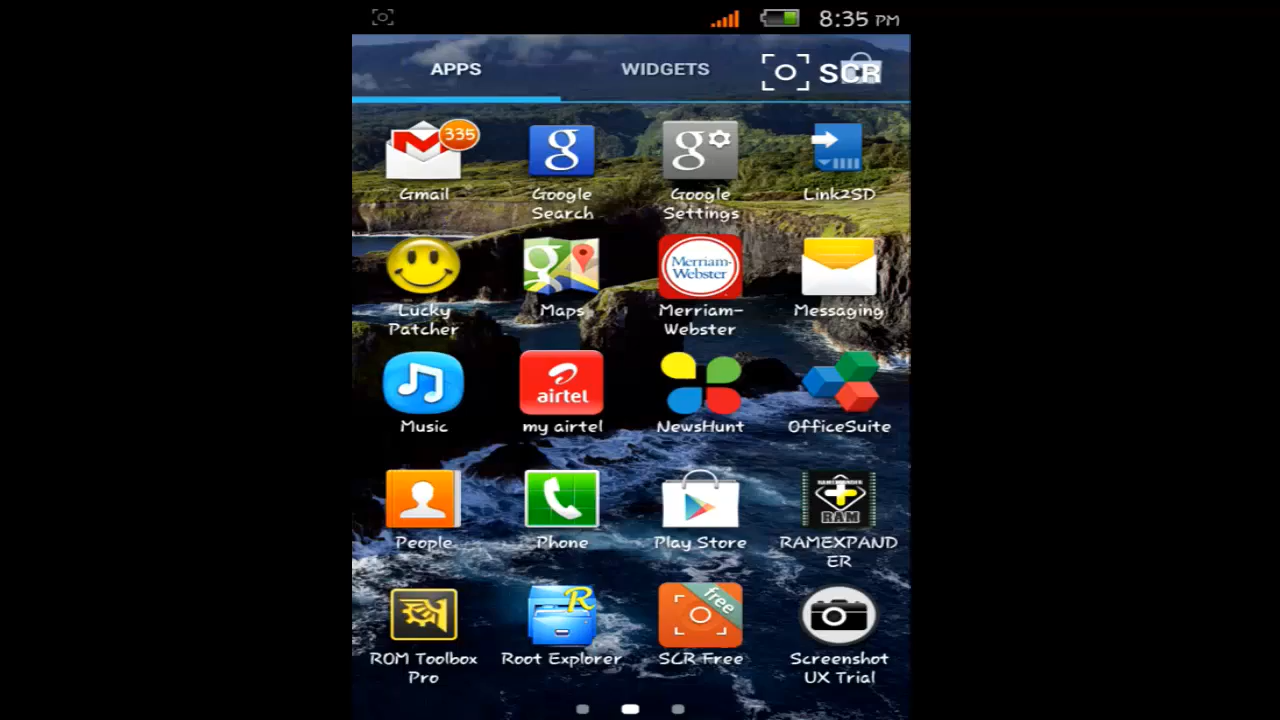 8:35 PM
APPS WIDGETS SCR
335
g g
Gmail Google Search Google Settings Link2SD
Merriam-Webster
Lucky Patcher Maps Merriam-Webster Messaging
airtel
Music my airtel NewsHunt OfficeSuite
RAMEXPANDER
RAM
People Phone Play Store RAMEXPANDER
R free
ROM Toolbox Pro Root Explorer SCR Free Screenshot UX Trial